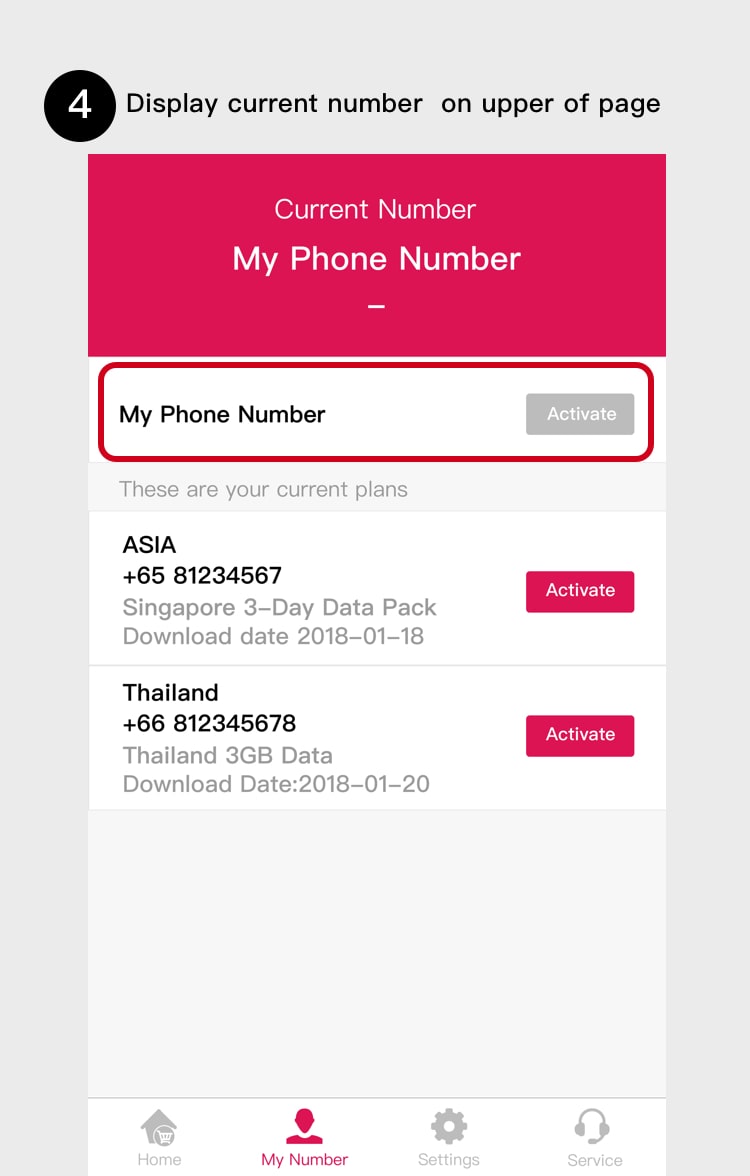 4 Display current number on upper of page
Current Number
My Phone Number
–
My Phone Number Activate
These are your current plans
ASIA
+65 81234567
Singapore 3–Day Data Pack
Download date 2018–01–18
Activate
Thailand
+66 812345678
Thailand 3GB Data
Download Date:2018–01–20
Activate
Home My Number Settings Service